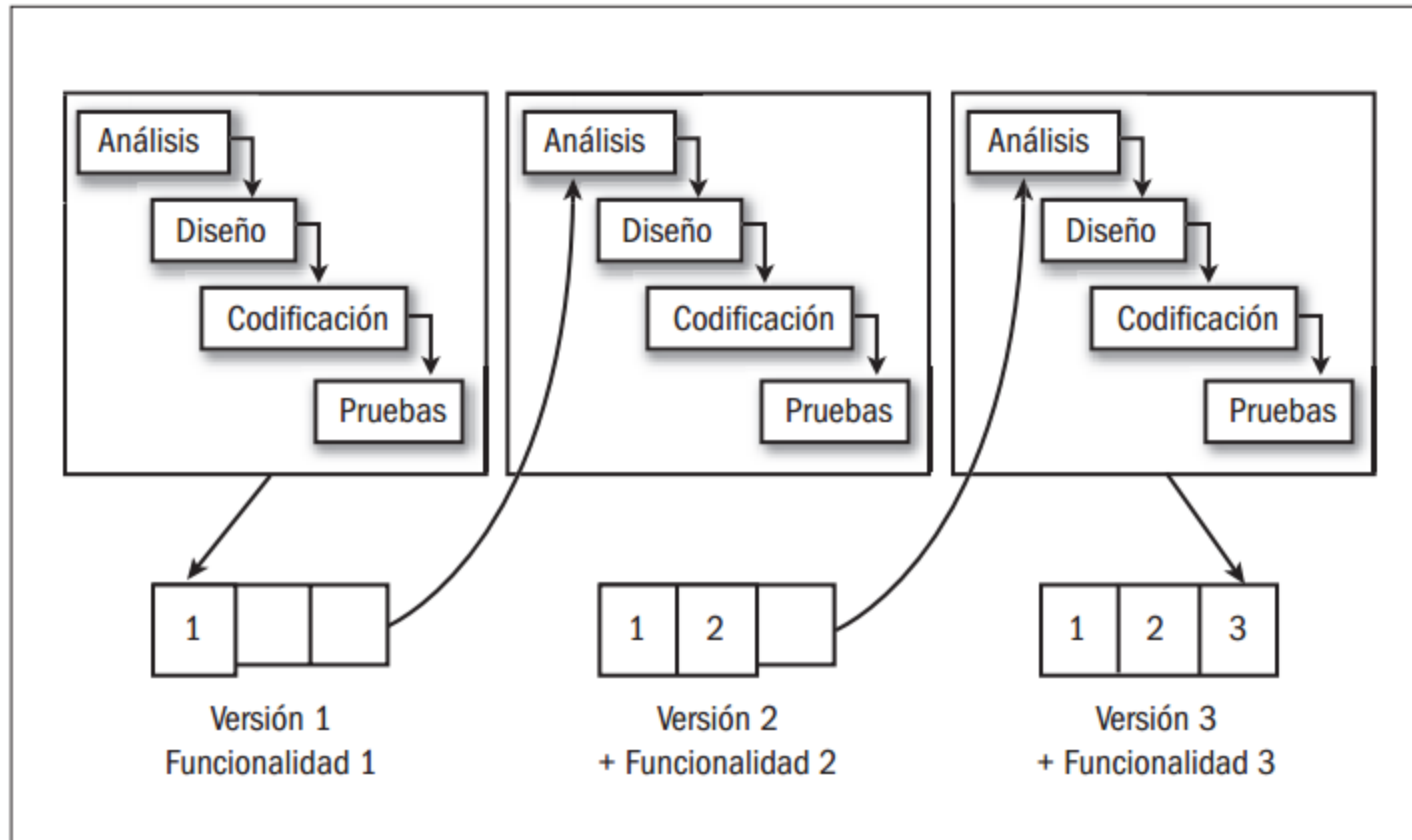 Análisis
Diseño
Codificación
Pruebas
Análisis
Diseño
Codificación
Pruebas
Análisis
Diseño
Codificación
Pruebas
1
Versión 1
Funcionalidad 1
1 2
Versión 2
+ Funcionalidad 2
1 2 3
Versión 3
+ Funcionalidad 3